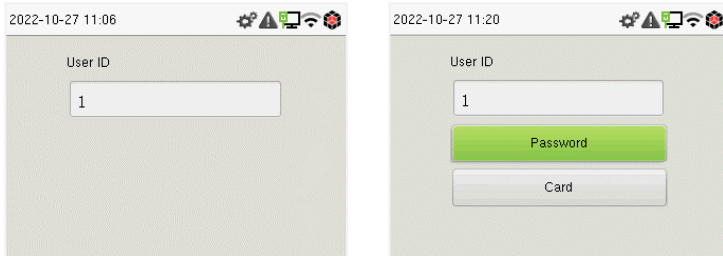 2022-10-27 11:06
User ID
1
2022-10-27 11:20
User ID
1
Password
Card